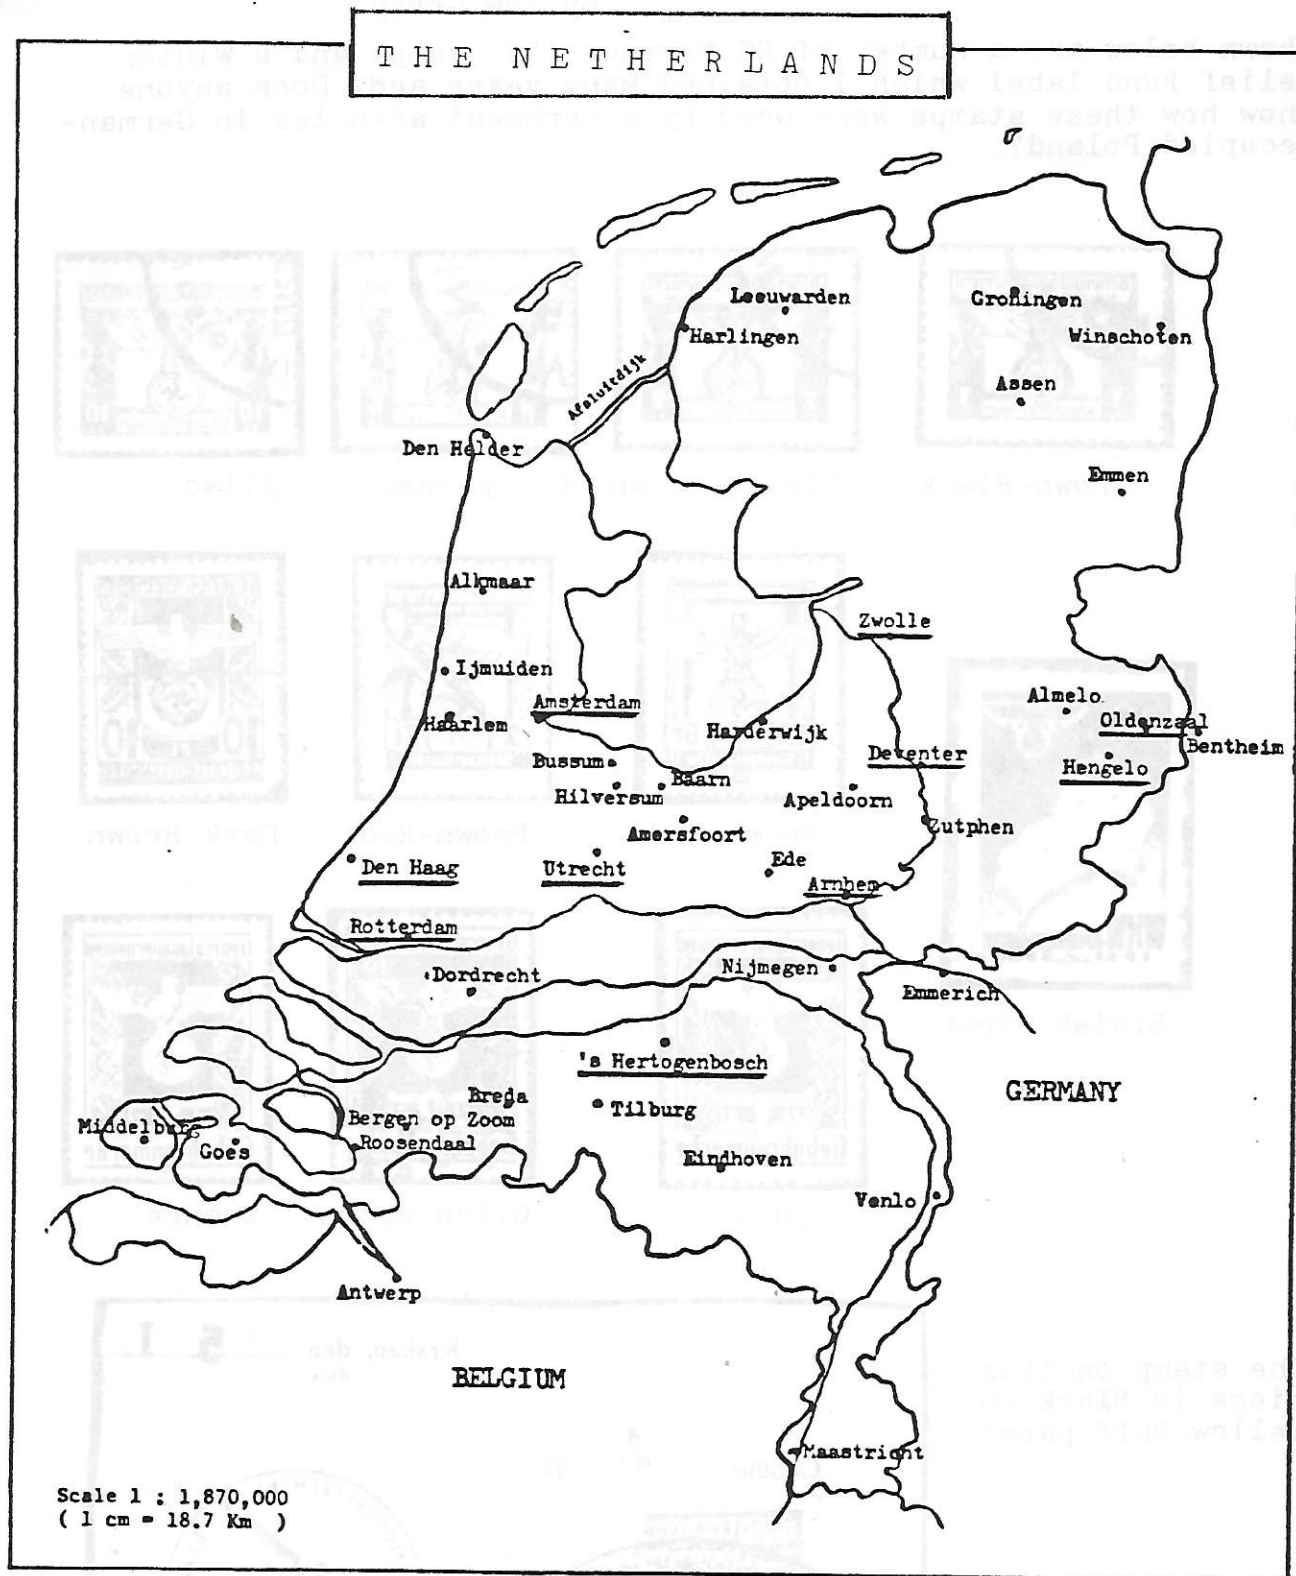 THE NETHERLANDS
Leeuwarden
Groningen
Harlingen
Winschoten
Afsluitdijk
Assen
Den Helder
Emmen
Alkmaar
Zwolle
Ijmuiden
Almelo
Amsterdam
Haarlem
Harderwijk
Oldenzaal
Bentheim
Bussum
Deventer
Hengelo
Baarn
Hilversum
Apeldoorn
Amersfoort
Zutphen
Den Haag
Utrecht
Ede
Arnhem
Rotterdam
Dordrecht
Nijmegen
Emmerich
's Hertogenbosch
GERMANY
Breda
Tilburg
Bergen op Zoom
Middelburg
Roosendaal
Goes
Eindhoven
Venlo
Antwerp
BELGIUM
Maastricht
Scale 1 : 1,870,000
( 1 cm = 18.7 Km )